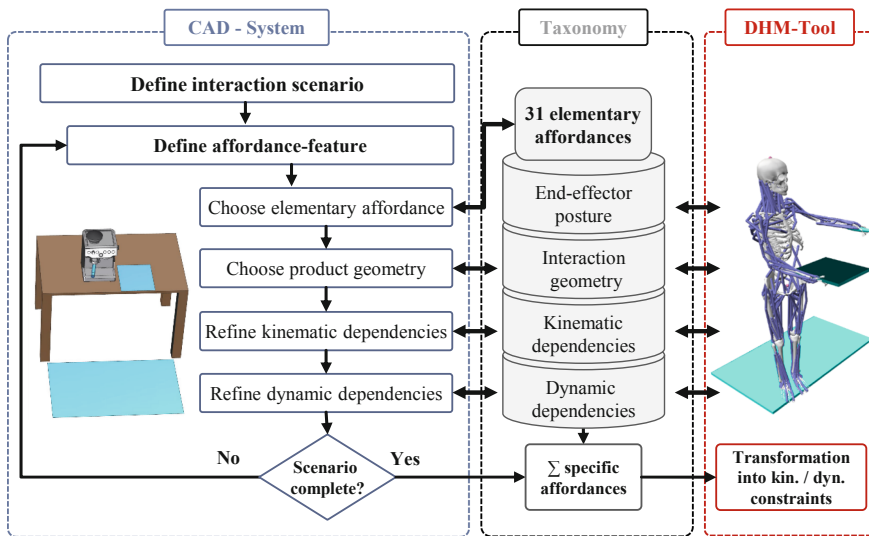 CAD - System
Taxonomy
DHM-Tool
Define interaction scenario
31 elementary
affordances
Define affordance-feature
Choose elementary affordance
End-effector
posture
Choose product geometry
Interaction
geometry
Refine kinematic dependencies
Kinematic
dependencies
Refine dynamic dependencies
Dynamic
dependencies
No
Scenario
complete?
Yes
∑ specific
affordances
Transformation
into kin. / dyn.
constraints